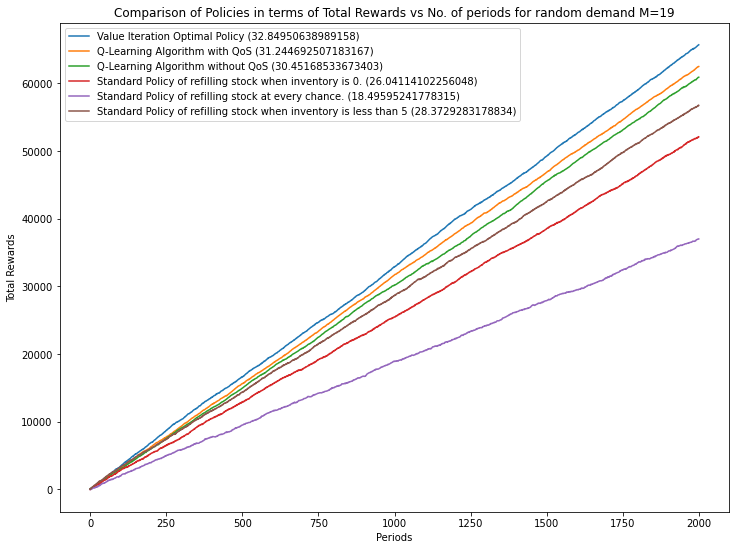 Comparison of Policies in terms of Total Rewards vs No. of periods for random demand M=19
Value Iteration Optimal Policy (32.84950638989158)
Q-Learning Algorithm with QoS (31.244692507183167)
Q-Learning Algorithm without QoS (30.45168533673403)
Standard Policy of refilling stock when inventory is 0. (26.04114102256048)
Standard Policy of refilling stock at every chance. (18.49595241778315)
Standard Policy of refilling stock when inventory is less than 5 (28.3729283178834)
60000
50000
40000
30000
20000
10000
0
Total Rewards
0 250 500 750 1000 1250 1500 1750 2000
Periods